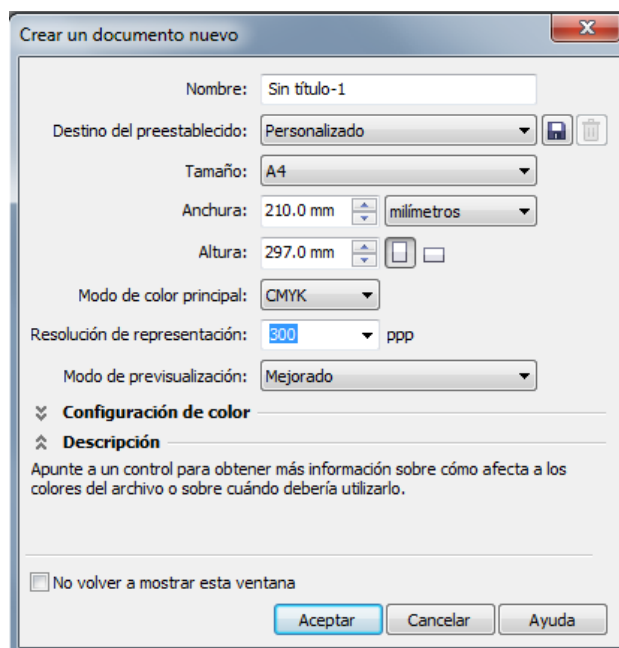 Crear un documento nuevo
Nombre: Sin título-1
Destino del preestablecido: Personalizado
Tamaño: A4
Anchura: 210.0 mm milímetros
Altura: 297.0 mm
Modo de color principal: CMYK
Resolución de representación: 300 ppp
Modo de previsualización: Mejorado
Configuración de color
Descripción
Apunte a un control para obtener más información sobre cómo afecta a los
colores del archivo o sobre cuándo debería utilizarlo.
No volver a mostrar esta ventana
Aceptar Cancelar Ayuda